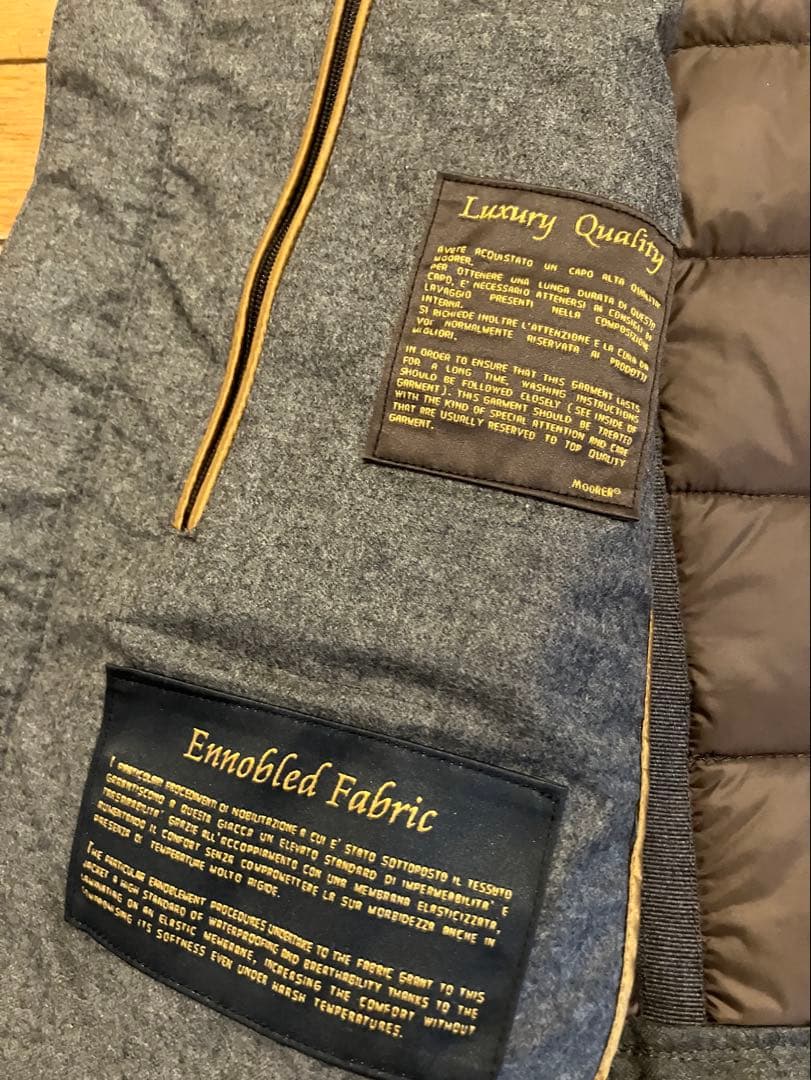 Luxury Quality
AVETE ACQUISTATO UN CAPO ALTA QUALITA'
MOORER.
PER OTTENERE UNA LUNGA DURATA DI QUESTO
CAPO, E' NECESSARIO ATTENERSI AI CONSIGLI DI
LAVAGGIO PRESENTI NELLA COMPOSIZIONE
INTERNA.
SI RICHIEDE INOLTRE L'ATTENZIONE E LA CURA DA
VOI NORMALMENTE RISERVATA AI PRODOTTI
MIGLIORI.
IN ORDER TO ENSURE THAT THIS GARMENT LASTS
FOR A LONG TIME, WASHING INSTRUCTIONS
SHOULD BE FOLLOWED CLOSELY (SEE INSIDE OF
GARMENT). THIS GARMENT SHOULD BE TREATED
WITH THE KIND OF SPECIAL ATTENTION AND CARE
THAT ARE USUALLY RESERVED TO TOP QUALITY
GARMENT.
MOORER®
Ennobled Fabric
I PARTICOLARI PROCEDIMENTI DI NOBILITAZIONE A CUI E' STATO SOTTOPOSTO IL TESSUTO
GARANTISCONO A QUESTA GIACCA UN ELEVATO STANDARD DI IMPERMEABILITA' E
TRASPIRABILITA' GRAZIE ALL'ACCOPPIAMENTO CON UNA MEMBRANA ELASTICIZZATA,
AUMENTANDO IL COMFORT SENZA COMPROMETTERE LA SUA MORBIDEZZA ANCHE IN
PRESENZA DI TEMPERATURE MOLTO RIGIDE.
THE PARTICULAR ENNOBLEMENT PROCEDURES UNDERTAKE TO THE FABRIC GRANT TO THIS
JACKET A HIGH STANDARD OF WATERPROOFING AND BREATHABILITY THANKS TO THE
LAMINATING ON AN ELASTIC MEMBRANE, INCREASING THE COMFORT WITHOUT
COMPROMISING ITS SOFTNESS EVEN UNDER HARSH TEMPERATURES.